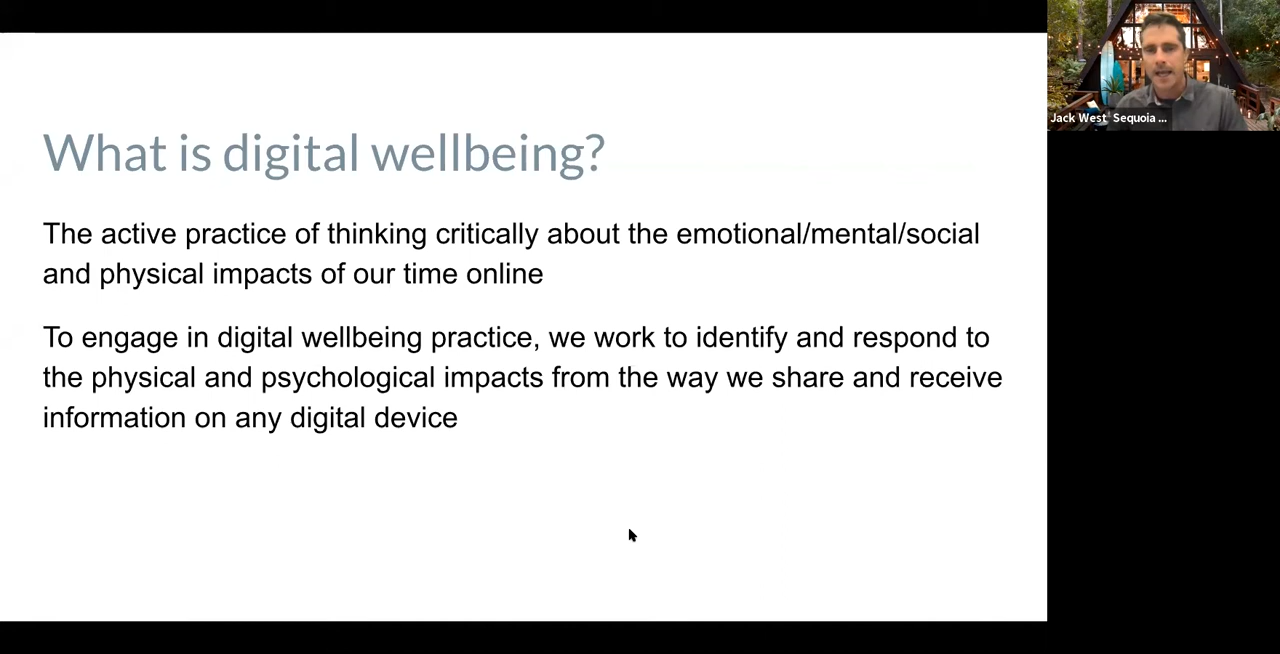 What is digital wellbeing?
The active practice of thinking critically about the emotional/mental/social
and physical impacts of our time online
To engage in digital wellbeing practice, we work to identify and respond to
the physical and psychological impacts from the way we share and receive
information on any digital device
Jack West Sequoia ...